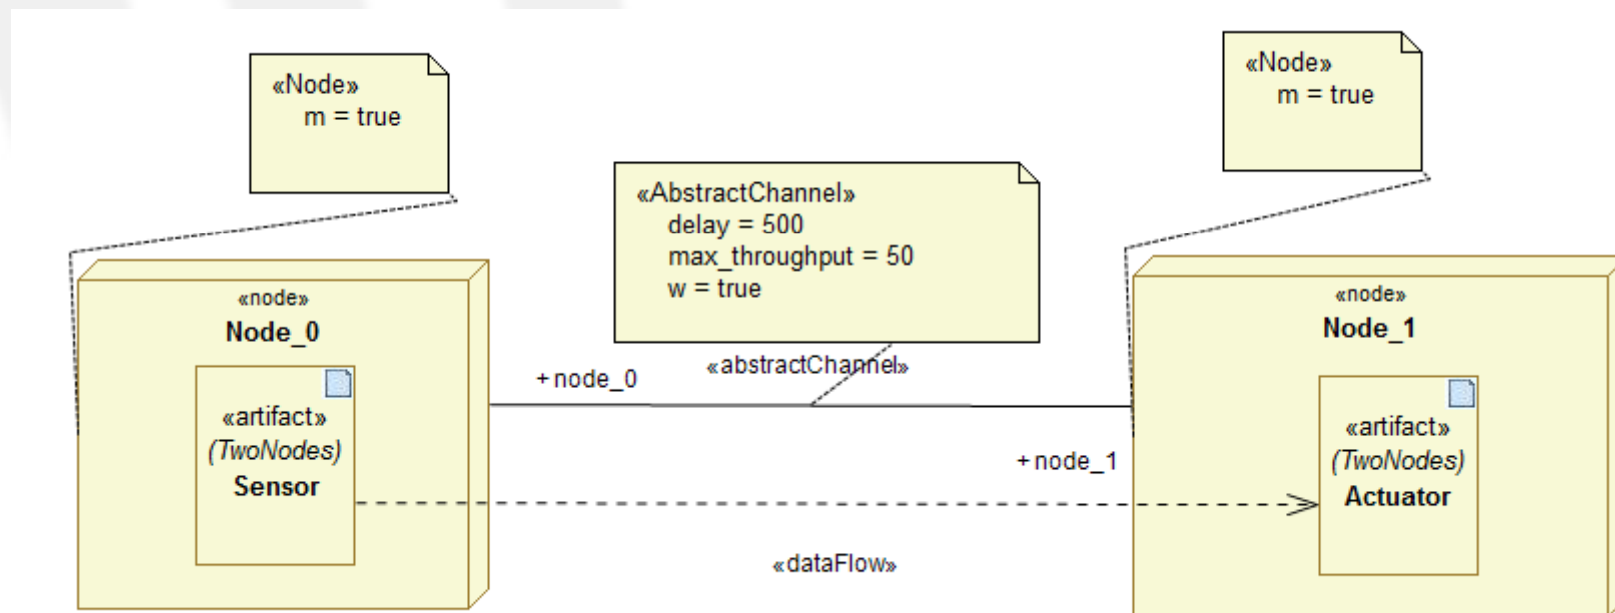 «Node»
m = true
«Node»
m = true
«AbstractChannel»
delay = 500
max_throughput = 50
w = true
«node»
Node_0
«artifact»
(TwoNodes)
Sensor
+ node_0
«abstractChannel»
+ node_1
«dataFlow»
«node»
Node_1
«artifact»
(TwoNodes)
Actuator